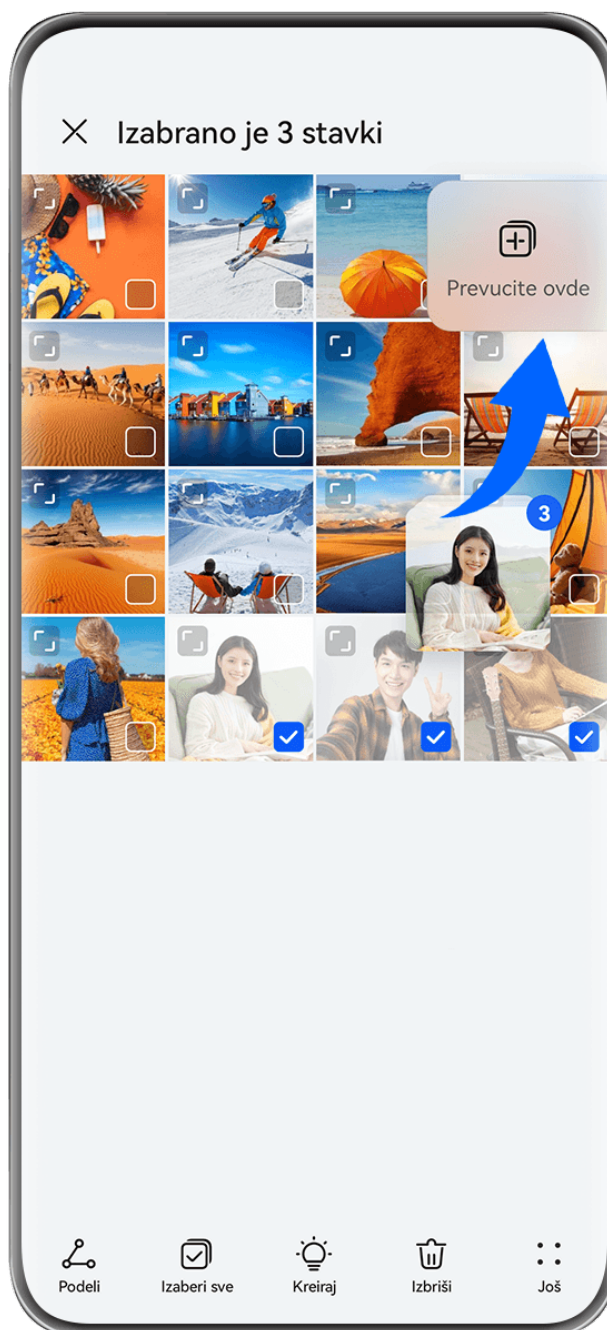 Izabrano je 3 stavki
Prevucite ovde
3
Podeli
Izaberi sve
Kreiraj
Izbriši
Još